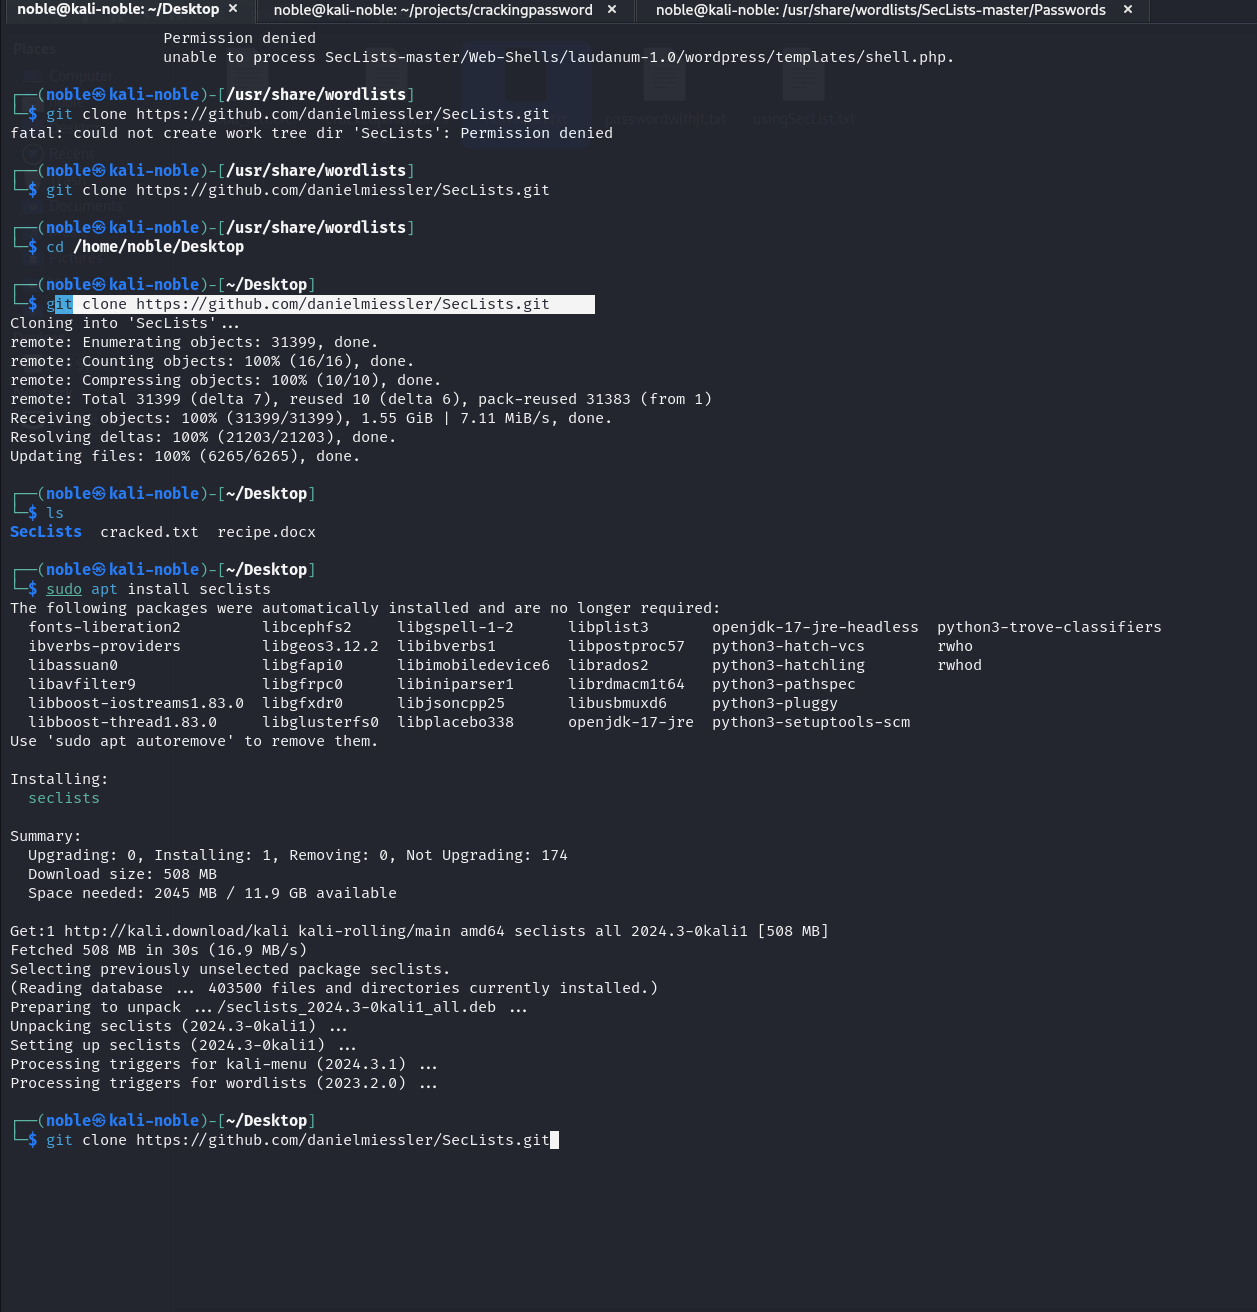 noble@kali-noble: ~/Desktop × noble@kali-noble: ~/projects/crackingpassword × noble@kali-noble: /usr/share/wordlists/SecLists-master/Passwords ×
Permission denied
Places
unable to process SecLists-master/Web-Shells/laudanum-1.0/wordpress/templates/shell.php.
Computer
┌──(noble㉿kali-noble)-[/usr/share/wordlists]
└─$ git clone https://github.com/danielmiessler/SecLists.git
passwordwithjt.txt usingSecList.txt
fatal: could not create work tree dir 'SecLists': Permission denied
Recent
┌──(noble㉿kali-noble)-[/usr/share/wordlists]
└─$ git clone https://github.com/danielmiessler/SecLists.git
Documents
┌──(noble㉿kali-noble)-[/usr/share/wordlists]
└─$ cd /home/noble/Desktop
Pictures
┌──(noble㉿kali-noble)-[~/Desktop]
└─$ git clone https://github.com/danielmiessler/SecLists.git
Cloning into 'SecLists'...
remote: Enumerating objects: 31399, done.
remote: Counting objects: 100% (16/16), done.
remote: Compressing objects: 100% (10/10), done.
remote: Total 31399 (delta 7), reused 10 (delta 6), pack-reused 31383 (from 1)
Receiving objects: 100% (31399/31399), 1.55 GiB | 7.11 MiB/s, done.
Resolving deltas: 100% (21203/21203), done.
Updating files: 100% (6265/6265), done.
┌──(noble㉿kali-noble)-[~/Desktop]
└─$ ls
SecLists cracked.txt recipe.docx
┌──(noble㉿kali-noble)-[~/Desktop]
└─$ sudo apt install seclists
The following packages were automatically installed and are no longer required:
fonts-liberation2 libcephfs2 libgspell-1-2 libplist3 openjdk-17-jre-headless python3-trove-classifiers
ibverbs-providers libgeos3.12.2 libibverbs1 libpostproc57 python3-hatch-vcs rwho
libassuan0 libgfapi0 libimobiledevice6 librados2 python3-hatchling rwhod
libavfilter9 libgfrpc0 libiniparser1 librdmacm1t64 python3-pathspec
libboost-iostreams1.83.0 libgfxdr0 libjsoncpp25 libusbmuxd6 python3-pluggy
libboost-thread1.83.0 libglusterfs0 libplacebo338 openjdk-17-jre python3-setuptools-scm
Use 'sudo apt autoremove' to remove them.
Installing:
seclists
Summary:
Upgrading: 0, Installing: 1, Removing: 0, Not Upgrading: 174
Download size: 508 MB
Space needed: 2045 MB / 11.9 GB available
Get:1 http://kali.download/kali kali-rolling/main amd64 seclists all 2024.3-0kali1 [508 MB]
Fetched 508 MB in 30s (16.9 MB/s)
Selecting previously unselected package seclists.
(Reading database ... 403500 files and directories currently installed.)
Preparing to unpack .../seclists_2024.3-0kali1_all.deb ...
Unpacking seclists (2024.3-0kali1) ...
Setting up seclists (2024.3-0kali1) ...
Processing triggers for kali-menu (2024.3.1) ...
Processing triggers for wordlists (2023.2.0) ...
┌──(noble㉿kali-noble)-[~/Desktop]
└─$ git clone https://github.com/danielmiessler/SecLists.git